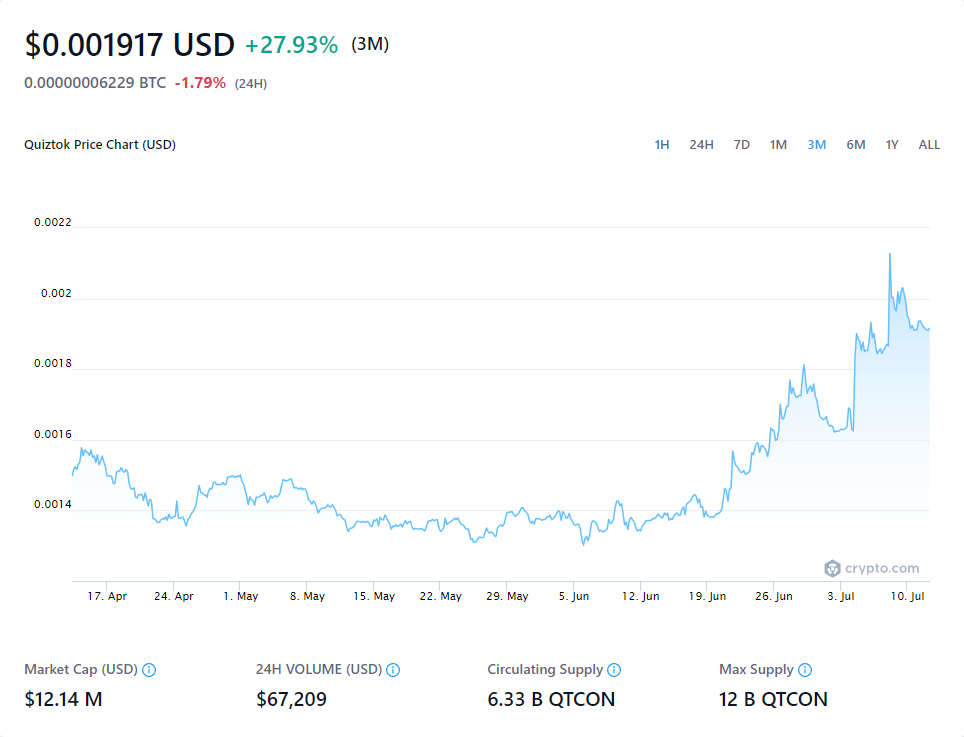 $0.001917 USD +27.93% (3M)
0.00000006229 BTC -1.79% (24H)
Quiztok Price Chart (USD) 1H 24H 7D 1M 3M 6M 1Y ALL
0.0022
0.002
0.0018
0.0016
0.0014
crypto.com
17. Apr 24. Apr 1. May 8. May 15. May 22. May 29. May 5. Jun 12. Jun 19. Jun 26. Jun 3. Jul 10. Jul
Market Cap (USD) 24H VOLUME (USD) Circulating Supply Max Supply
$12.14 M $67,209 6.33 B QTCON 12 B QTCON